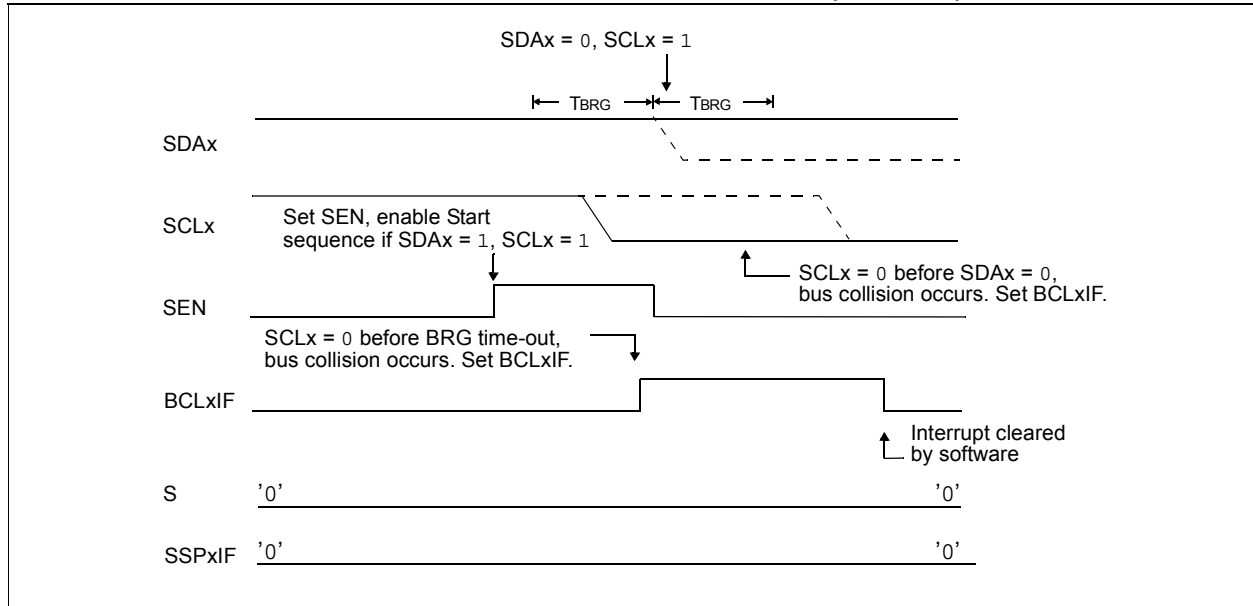 SDAx = 0, SCLx = 1
TBRG TBRG
SDAx
SCLx
Set SEN, enable Start
sequence if SDAx = 1, SCLx = 1
SCLx = 0 before SDAx = 0,
bus collision occurs. Set BCLxIF.
SEN
SCLx = 0 before BRG time-out,
bus collision occurs. Set BCLxIF.
BCLxIF
Interrupt cleared
by software
S '0' '0'
SSPxIF '0' '0'